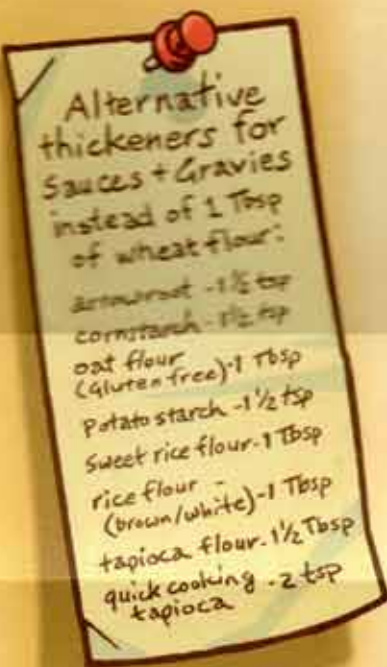 Alternative
thickeners for
Sauces + Gravies
instead of 1 Tbsp
of wheat flour:
arrowroot - 1½ tsp
cornstarch - 1½ tsp
oat flour
(Gluten free) - 1 Tbsp
Potato starch - 1½ tsp
Sweet rice flour - 1 Tbsp
rice flour -
(brown/white) - 1 Tbsp
tapioca flour - 1½ Tbsp
quick cooking - 2 tsp
tapioca